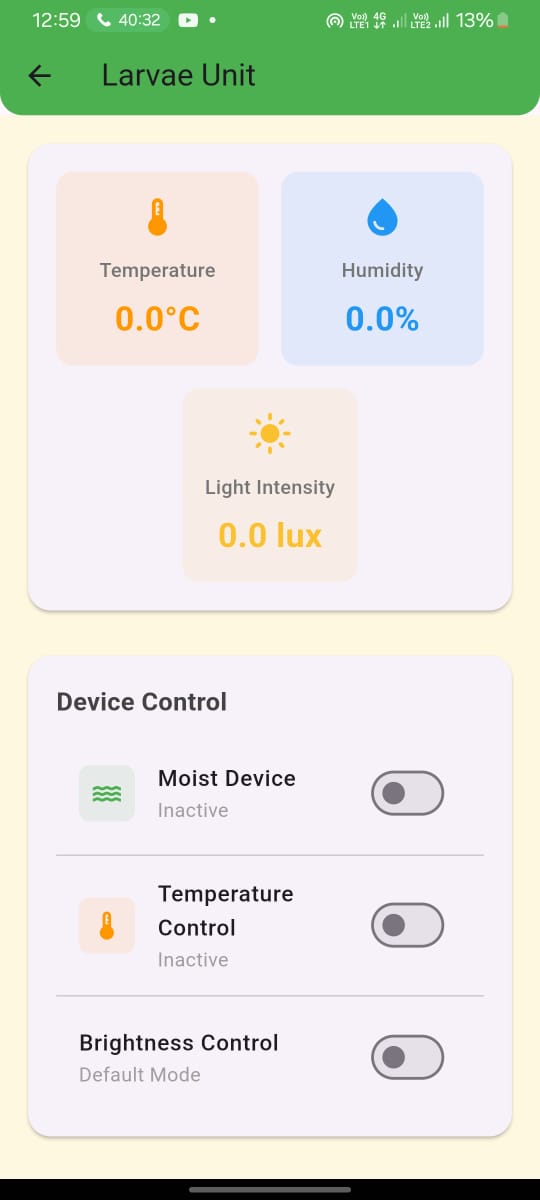 12:59 40:32 Vo)) LTE1 4G Vo)) LTE2 13%
Larvae Unit
Temperature Humidity
0.0°C 0.0%
Light Intensity
0.0 lux
Device Control
Moist Device
Inactive
Temperature
Control
Inactive
Brightness Control
Default Mode